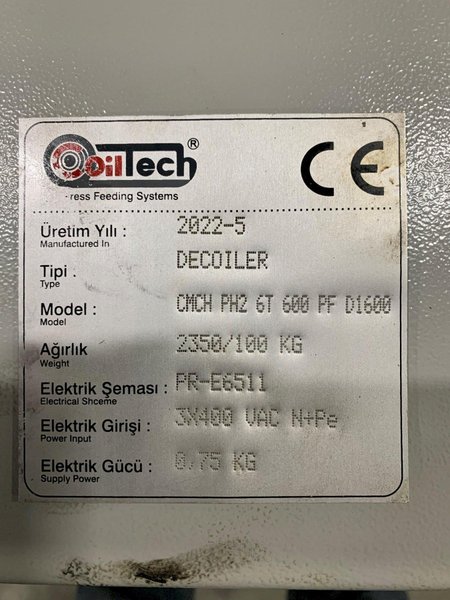 CoilTech®
ress Feeding Systems
CE
Üretim Yılı : 2022-5
Manufactured In
Tipi : DECOILER
Type
Model : CMCH PH2 6T 600 PF D1600
Model
Ağırlık 2350/100 KG
Weight
Elektrik Şeması: PR-E6511
Electrical Shceme
Elektrik Girişi : 3X400 VAC N+Pe
Power Input
Elektrik Gücü : 0,75 KG
Supply Power